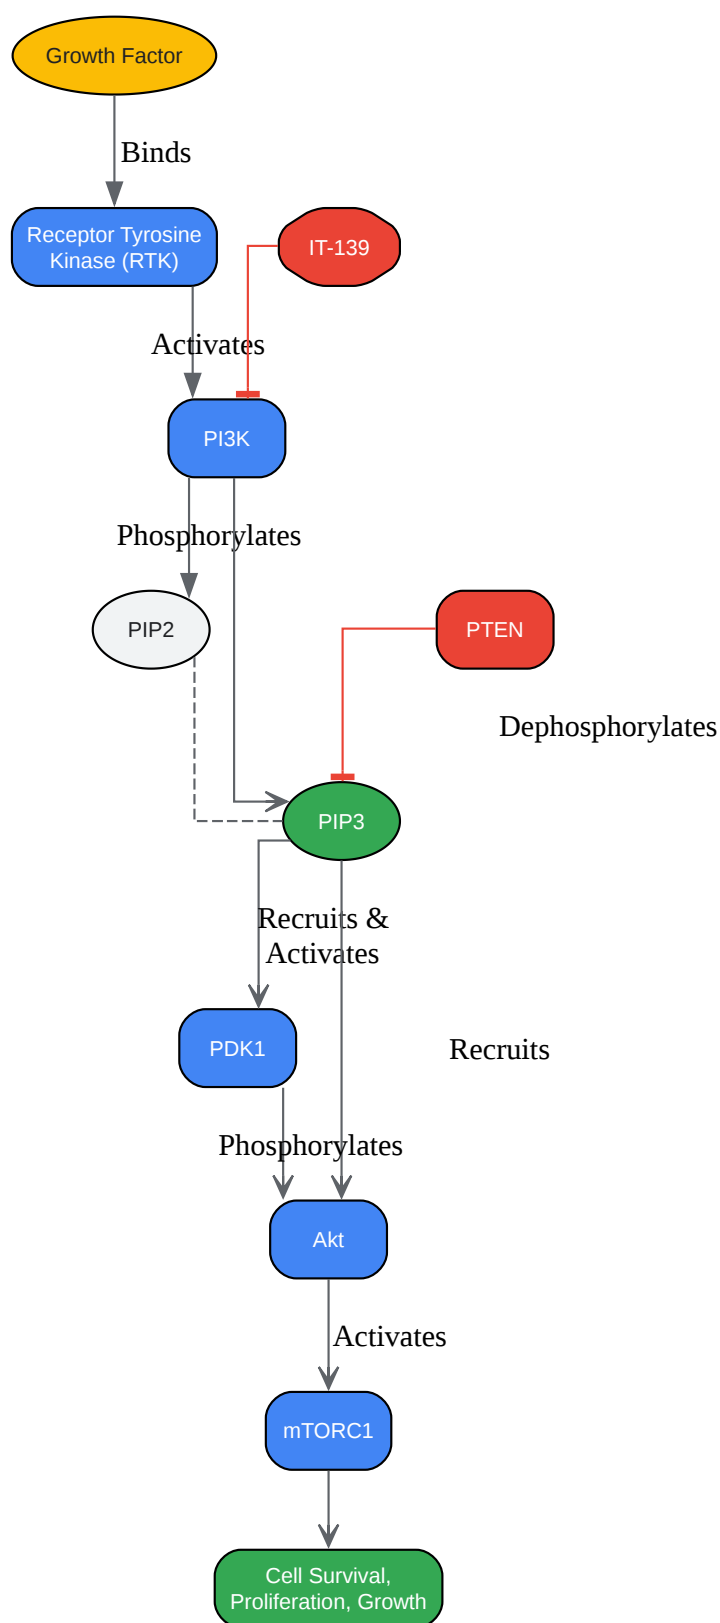 Growth Factor
Binds
Receptor Tyrosine
Kinase (RTK)
IT-139
Activates
PI3K
Phosphorylates
PIP2
PTEN
Dephosphorylates
PIP3
Recruits &
Activates
PDK1
Recruits
Phosphorylates
Akt
Activates
mTORC1
Cell Survival,
Proliferation, Growth